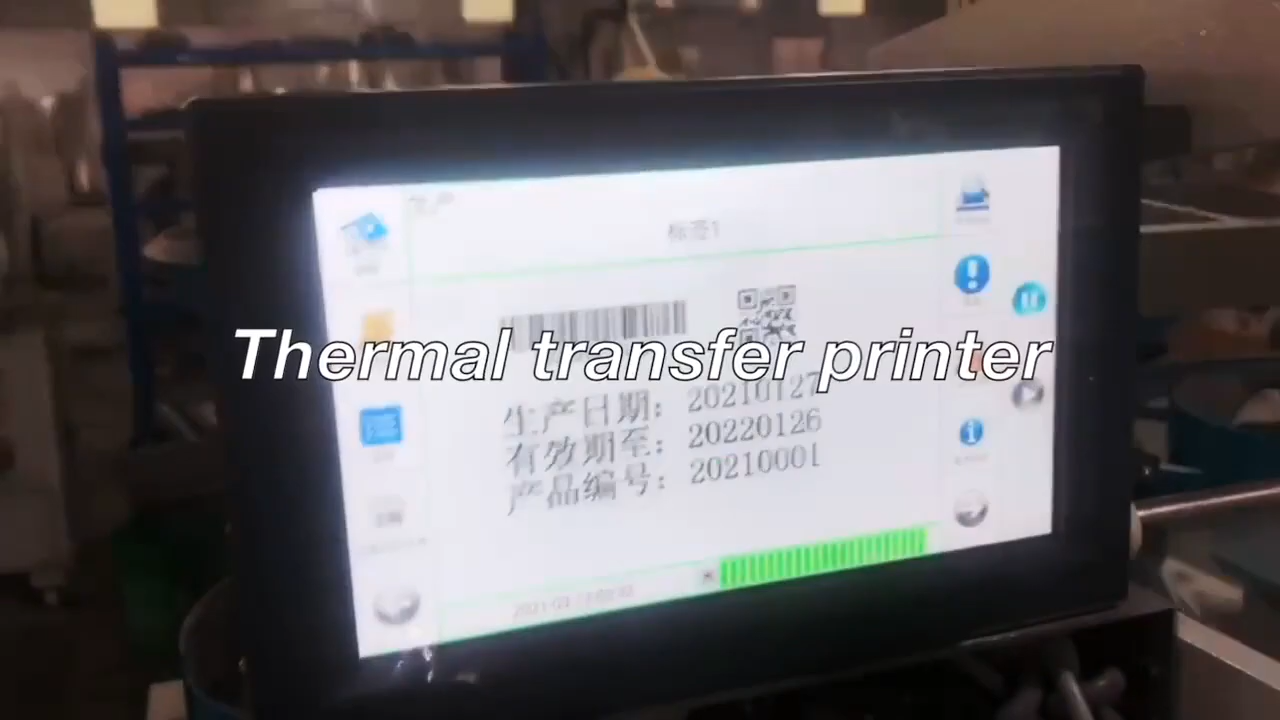 标签1
Thermal transfer printer
生产日期： 20210127
有效期至： 20220126
产品编号： 20210001